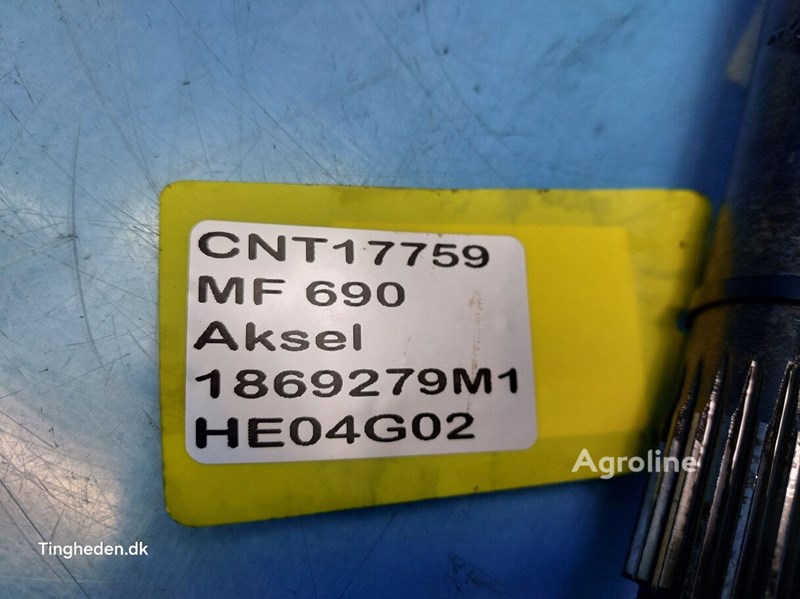 CNT17759
MF 690
Aksel
1869279M1
HE04G02
Agroline
Tingheden.dk